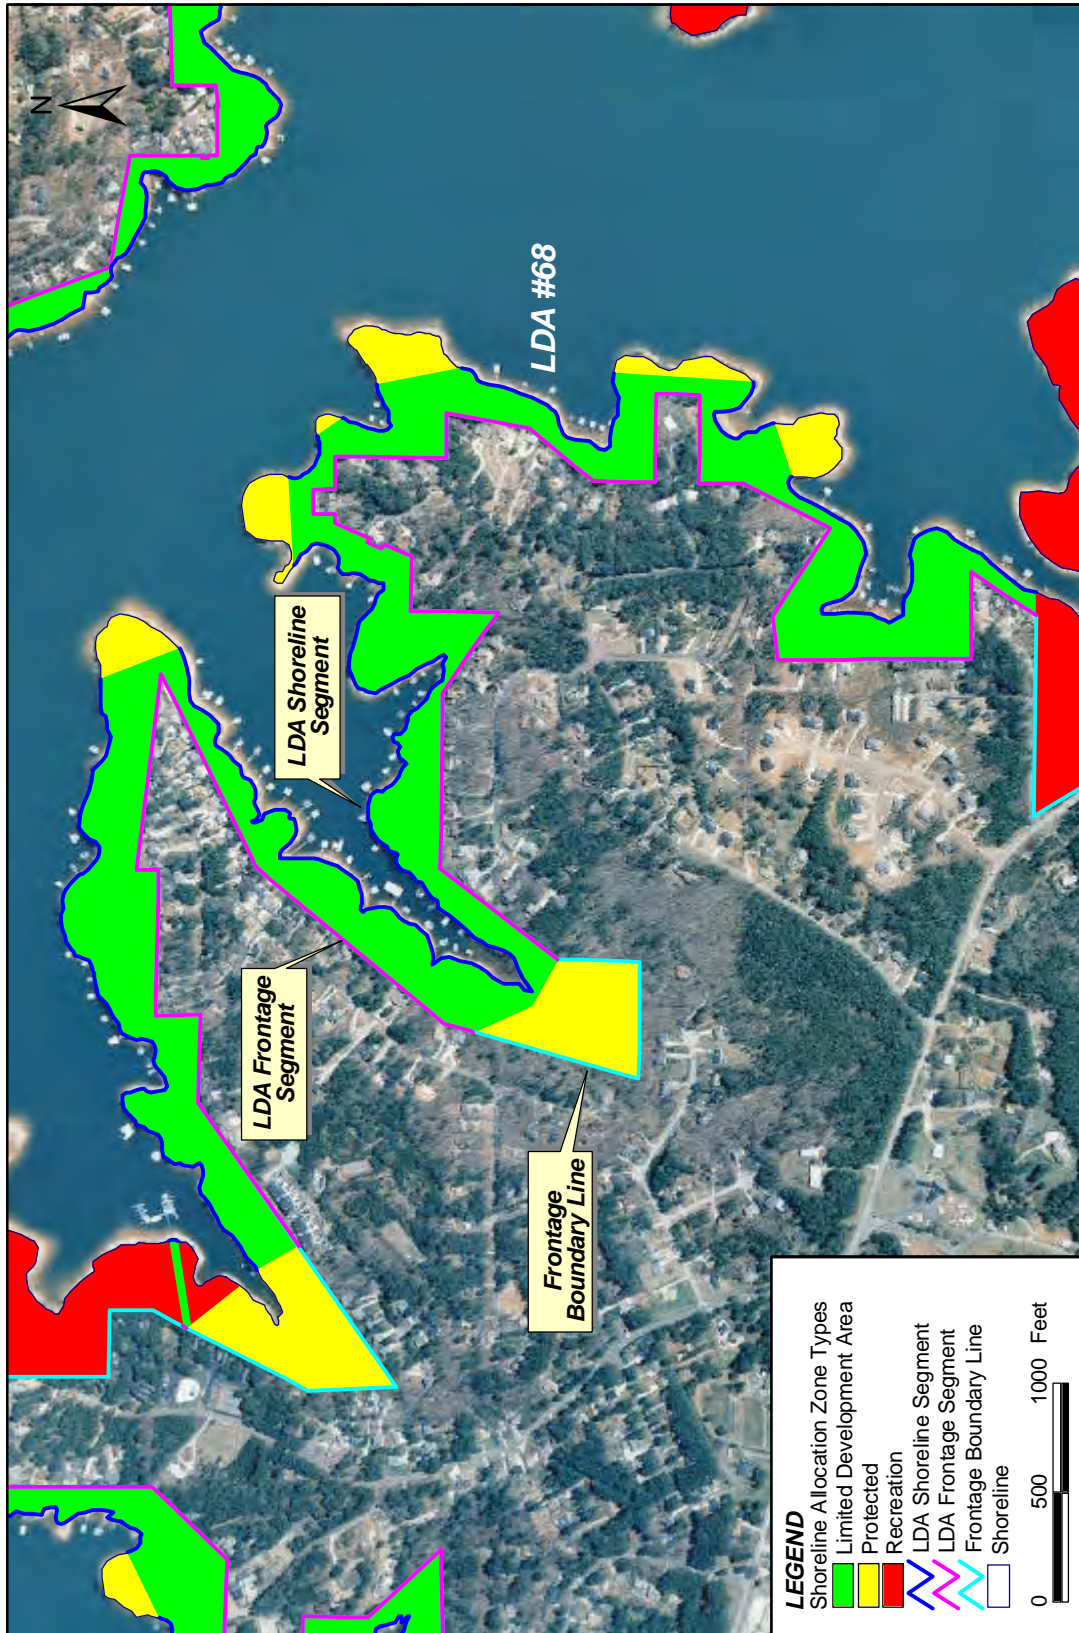 N
LDA #68
LDA Shoreline
Segment
LDA Frontage
Segment
Frontage
Boundary Line
LEGEND
Shoreline Allocation Zone Types
Limited Development Area
Protected
Recreation
LDA Shoreline Segment
LDA Frontage Segment
Frontage Boundary Line
Shoreline
0 500 1000 Feet